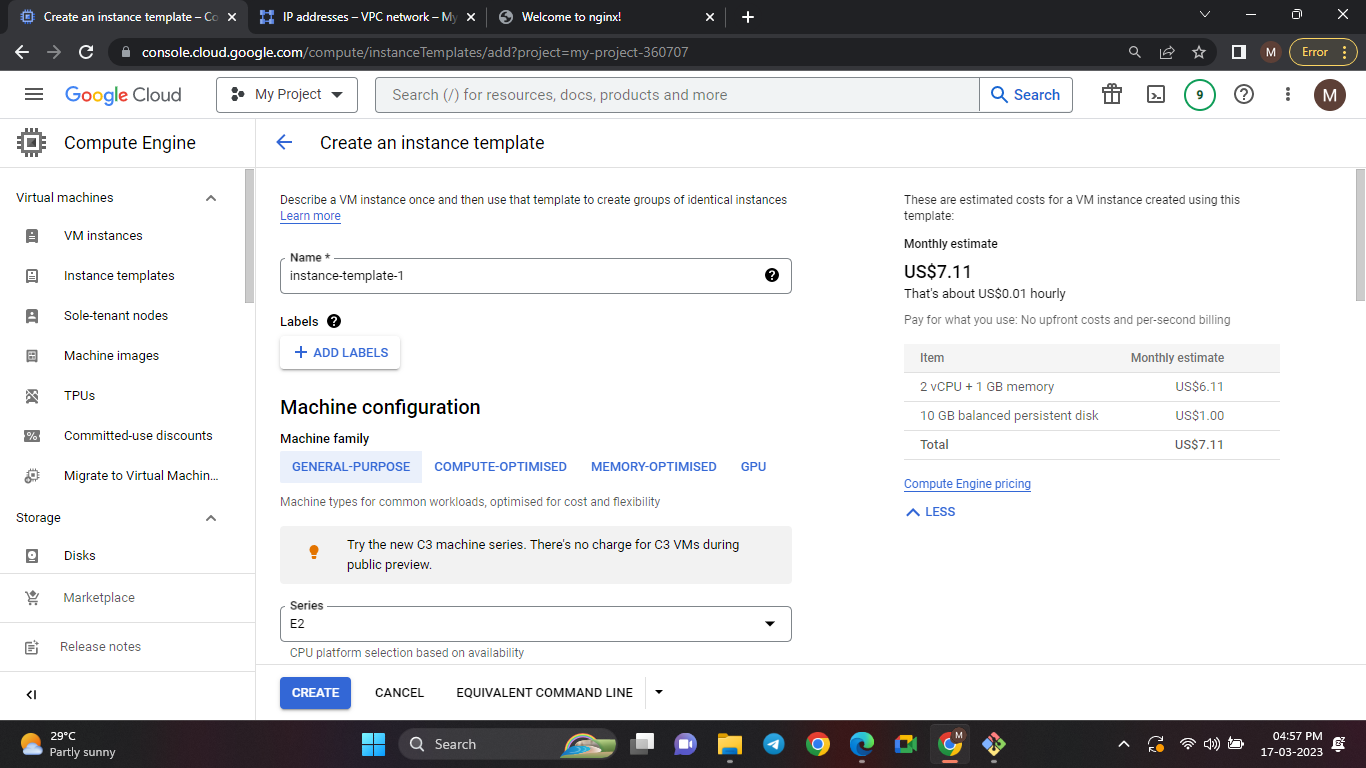 Create an instance template – Co
IP addresses – VPC network – My
Welcome to nginx!
console.cloud.google.com/compute/instanceTemplates/add?project=my-project-360707
M
Error
Google Cloud
My Project
Search (/) for resources, docs, products and more
Search
9
M
Compute Engine
Create an instance template
Virtual machines
VM instances
Instance templates
Sole-tenant nodes
Machine images
TPUs
Committed-use discounts
Migrate to Virtual Machin...
Storage
Disks
Marketplace
Release notes
Describe a VM instance once and then use that template to create groups of identical instances
Learn more
Name *
instance-template-1
Labels
ADD LABELS
Machine configuration
Machine family
GENERAL-PURPOSE COMPUTE-OPTIMISED MEMORY-OPTIMISED GPU
Machine types for common workloads, optimised for cost and flexibility
Try the new C3 machine series. There's no charge for C3 VMs during
public preview.
Series
E2
CPU platform selection based on availability
CREATE CANCEL EQUIVALENT COMMAND LINE
These are estimated costs for a VM instance created using this
template:
Monthly estimate
US$7.11
That's about US$0.01 hourly
Pay for what you use: No upfront costs and per-second billing
Item Monthly estimate
2 vCPU + 1 GB memory US$6.11
10 GB balanced persistent disk US$1.00
Total US$7.11
Compute Engine pricing
LESS
29°C
Partly sunny
Search
M
04:57 PM
17-03-2023